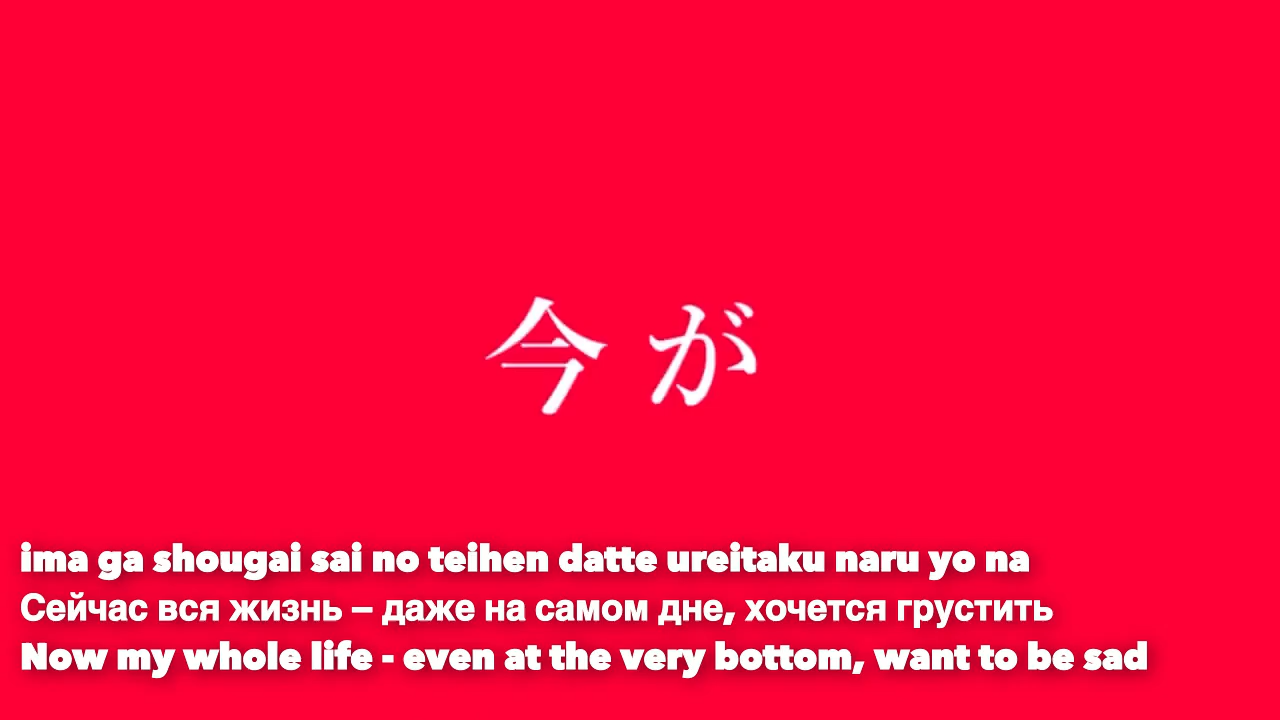 今が
ima ga shougai sai no teihen datte ureitaku naru yo na
Сейчас вся жизнь – даже на самом дне, хочется грустить
Now my whole life - even at the very bottom, want to be sad